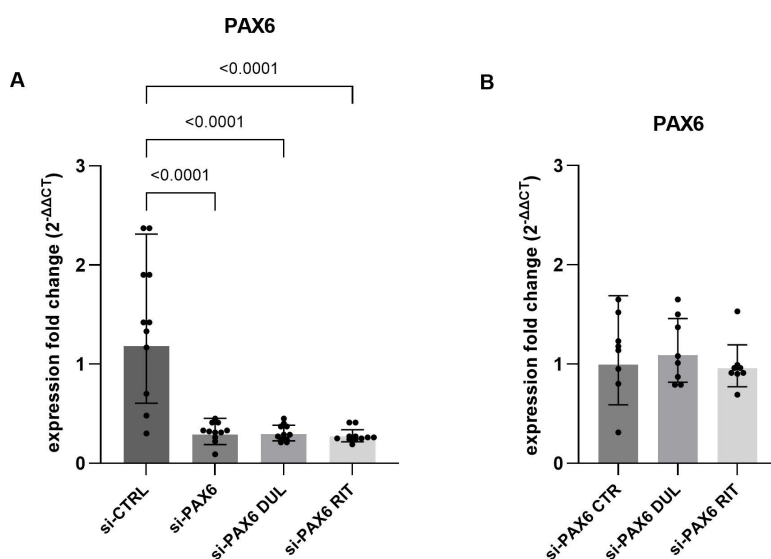 PAX6
A
<0.0001
<0.0001
<0.0001
expression fold change (2-ΔΔCT)
3
2
1
0
si-CTRL
si-PAX6
si-PAX6 DUL
si-PAX6 RIT
B
PAX6
expression fold change (2-ΔΔCT)
3
2
1
0
si-PAX6 CTR
si-PAX6 DUL
si-PAX6 RIT